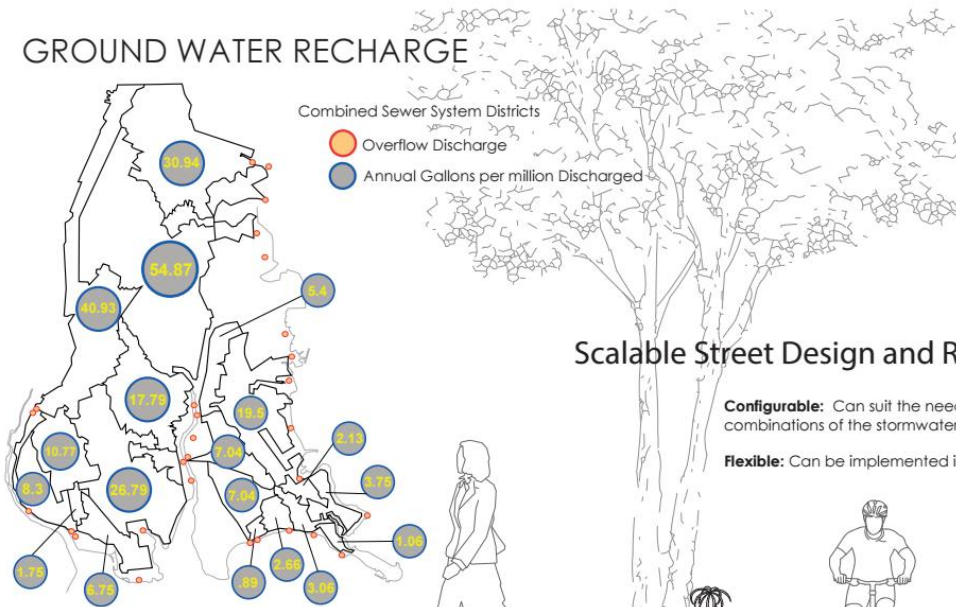 GROUND WATER RECHARGE
Combined Sewer System Districts
Overflow Discharge
Annual Gallons per million Discharged
30.94
54.87
40.93
5.4
17.79
19.5
10.77
7.04
2.13
8.3
26.79
7.04
3.75
1.75
6.75
.89
2.66
3.06
1.06
Scalable Street Design and R
Configurable: Can suit the need
combinations of the stormwater
Flexible: Can be implemented i